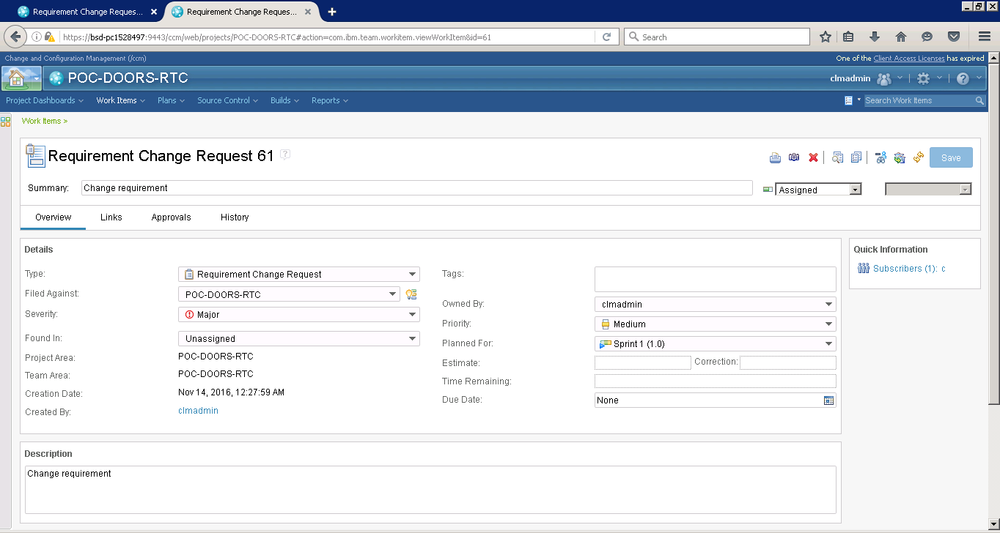 Requirement Change Reques...
Requirement Change Reques...
https://bsd-pc1528497:9443/ccm/web/projects/POC-DOORS-RTC#action=com.ibm.team.workitem.viewWorkItem&id=61
Search
Change and Configuration Management (/ccm)
One of the Client Access Licenses has expired
POC-DOORS-RTC
clmadmin
Project Dashboards
Work Items
Plans
Source Control
Builds
Reports
Search Work Items
Work Items >
Requirement Change Request 61
Save
Summary:
Change requirement
Assigned
Overview
Links
Approvals
History
Details
Type:
Requirement Change Request
Filed Against:
POC-DOORS-RTC
Severity:
Major
Found In:
Unassigned
Project Area:
POC-DOORS-RTC
Team Area:
POC-DOORS-RTC
Creation Date:
Nov 14, 2016, 12:27:59 AM
Created By:
clmadmin
Tags:
Owned By:
clmadmin
Priority:
Medium
Planned For:
Sprint 1 (1.0)
Estimate:
Correction:
Time Remaining:
Due Date:
None
Quick Information
Subscribers (1): c
Description
Change requirement